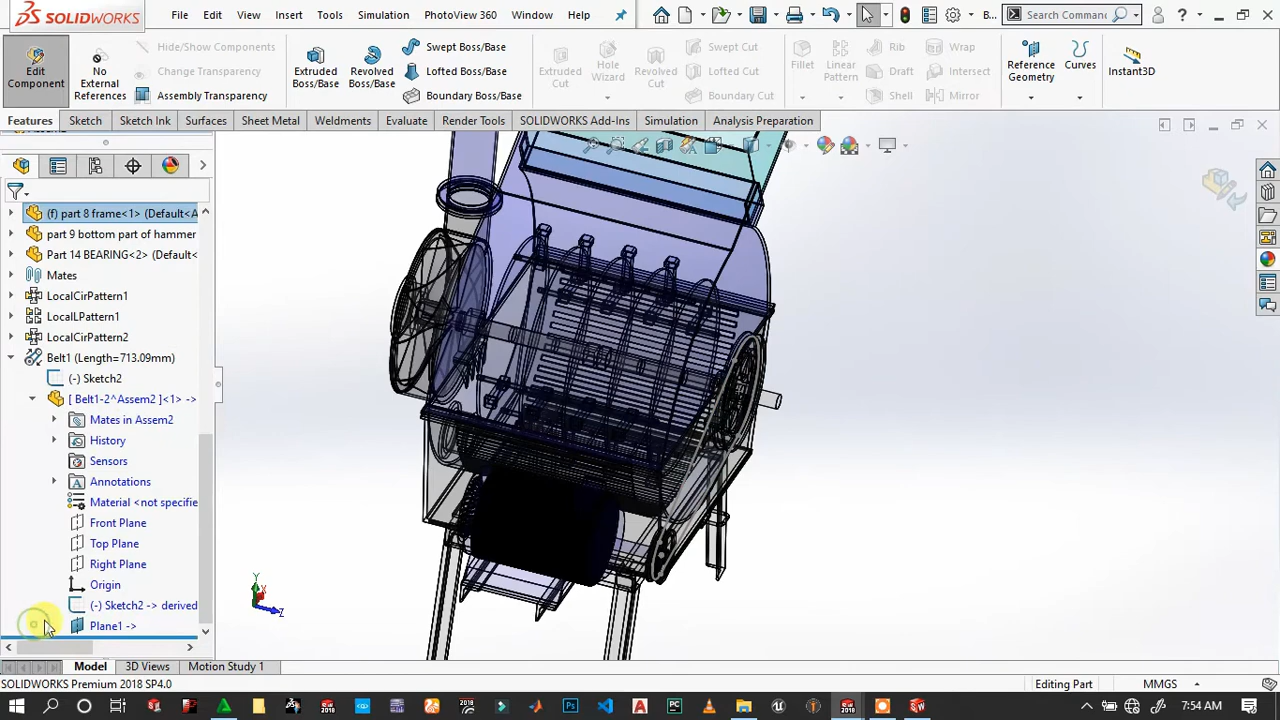 SOLIDWORKS File Edit View Insert Tools Simulation PhotoView 360 Window Help B... Search Command
Edit Component
No External References
Hide/Show Components
Change Transparency
Assembly Transparency
Extruded Boss/Base
Revolved Boss/Base
Swept Boss/Base
Lofted Boss/Base
Boundary Boss/Base
Extruded Cut
Hole Wizard
Revolved Cut
Swept Cut
Lofted Cut
Boundary Cut
Fillet
Linear Pattern
Rib
Draft
Shell
Wrap
Intersect
Mirror
Reference Geometry
Curves
Instant3D
Features Sketch Sketch Ink Surfaces Sheet Metal Weldments Evaluate Render Tools SOLIDWORKS Add-Ins Simulation Analysis Preparation
(f) part 8 frame<1> (Default<A
part 9 bottom part of hammer
Part 14 BEARING<2> (Default<
Mates
LocalCirPattern1
LocalLPattern1
LocalCirPattern2
Belt1 (Length=713.09mm)
(-) Sketch2
[ Belt1-2^Assem2 ]<1> ->
Mates in Assem2
History
Sensors
Annotations
Material <not specifie
Front Plane
Top Plane
Right Plane
Origin
(-) Sketch2 -> derived
Plane1 ->
Y
X
Z
Model 3D Views Motion Study 1
SOLIDWORKS Premium 2018 SP4.0 Editing Part MMGS
7:54 AM